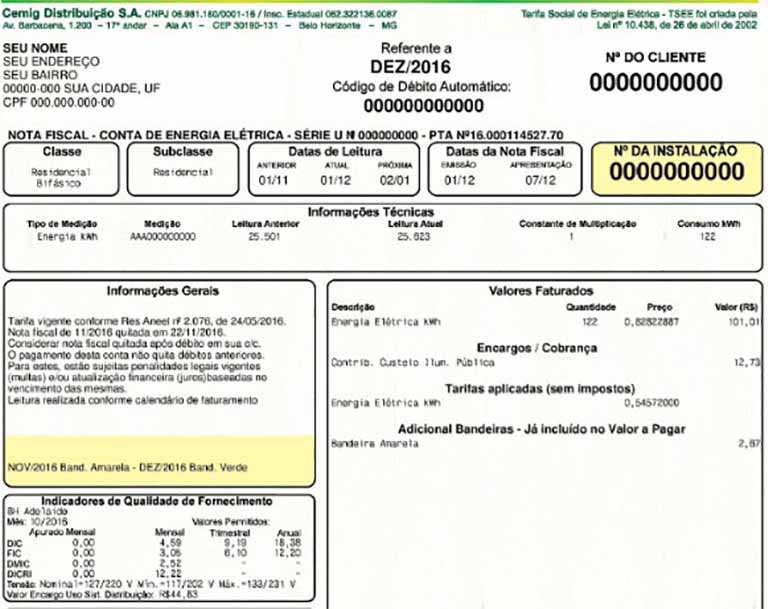 Cemig Distribuição S.A. CNPJ 06.981.180/0001-16 / Insc. Estadual 062.322136.0087
Av. Barbacena, 1.200 - 17º andar - Ala A1 - CEP 30190-131 - Belo Horizonte - MG
Tarifa Social de Energia Elétrica - TSEE foi criada pela
Lei nº 10.438, de 26 de abril de 2002
SEU NOME
SEU ENDEREÇO
SEU BAIRRO
00000-000 SUA CIDADE, UF
CPF 000.000.000-00
Referente a
DEZ/2016
Código de Débito Automático:
000000000000
Nº DO CLIENTE
0000000000
NOTA FISCAL - CONTA DE ENERGIA ELÉTRICA - SÉRIE U Nº 000000000 - PTA Nº16.000114527.70
Classe
Residencial
Bifásico
Subclasse
Residencial
Datas de Leitura
ANTERIOR ATUAL PRÓXIMA
01/11 01/12 02/01
Datas da Nota Fiscal
EMISSÃO APRESENTAÇÃO
01/12 07/12
Nº DA INSTALAÇÃO
0000000000
Informações Técnicas
Tipo de Medição Medição Leitura Anterior Leitura Atual Constante de Multiplicação Consumo kWh
Energia kWh AAA000000000 25.501 25.623 1 122
Informações Gerais
Tarifa vigente conforme Res Aneel nº 2.076, de 24/05/2016.
Nota fiscal de 11/2016 quitada em 22/11/2016.
Considerar nota fiscal quitada após débito em sua c/c.
O pagamento desta conta não quita débitos anteriores.
Para estes, estão sujeitas penalidades legais vigentes
(multas) e/ou atualização financeira (juros)baseadas no
vencimento das mesmas.
Leitura realizada conforme calendário de faturamento
NOV/2016 Band. Amarela - DEZ/2016 Band. Verde
Valores Faturados
Descrição Quantidade Preço Valor (R$)
Energia Elétrica kWh 122 0,82822887 101,01
Encargos / Cobrança
Contrib. Custeio Ilum. Pública 12,73
Tarifas aplicadas (sem impostos)
Energia Elétrica kWh 0,54572000
Adicional Bandeiras - Já incluído no Valor a Pagar
Bandeira Amarela 2,67
Indicadores de Qualidade de Fornecimento
BH Adelaide
Mês: 10/2016 Valores Permitidos:
Apurado Mensal Mensal Trimestral Anual
DIC 0,00 4,59 9,19 18,38
FIC 0,00 3,05 6,10 12,20
DMIC 0,00 2,52 - -
DICRI 0,00 12,22 - -
Tensão: Nominal=127/220 V Mín.=117/202 V Máx.=133/231 V
Valor Encargo Uso Sist. Distribuição: R$44,83